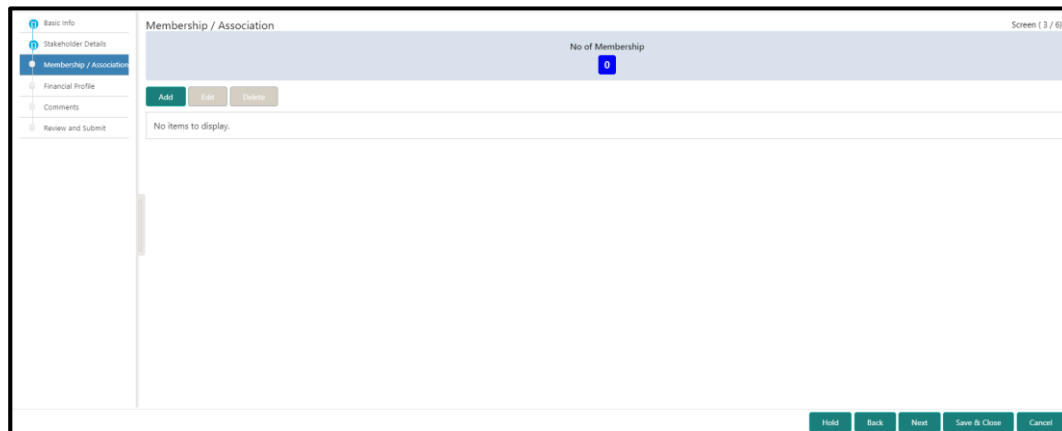 Basic Info
Stakeholder Details
Membership / Association
Financial Profile
Comments
Review and Submit
Membership / Association
Screen ( 3 / 6)
No of Membership
0
Add
Edit
Delete
No items to display.
Hold
Back
Next
Save & Close
Cancel